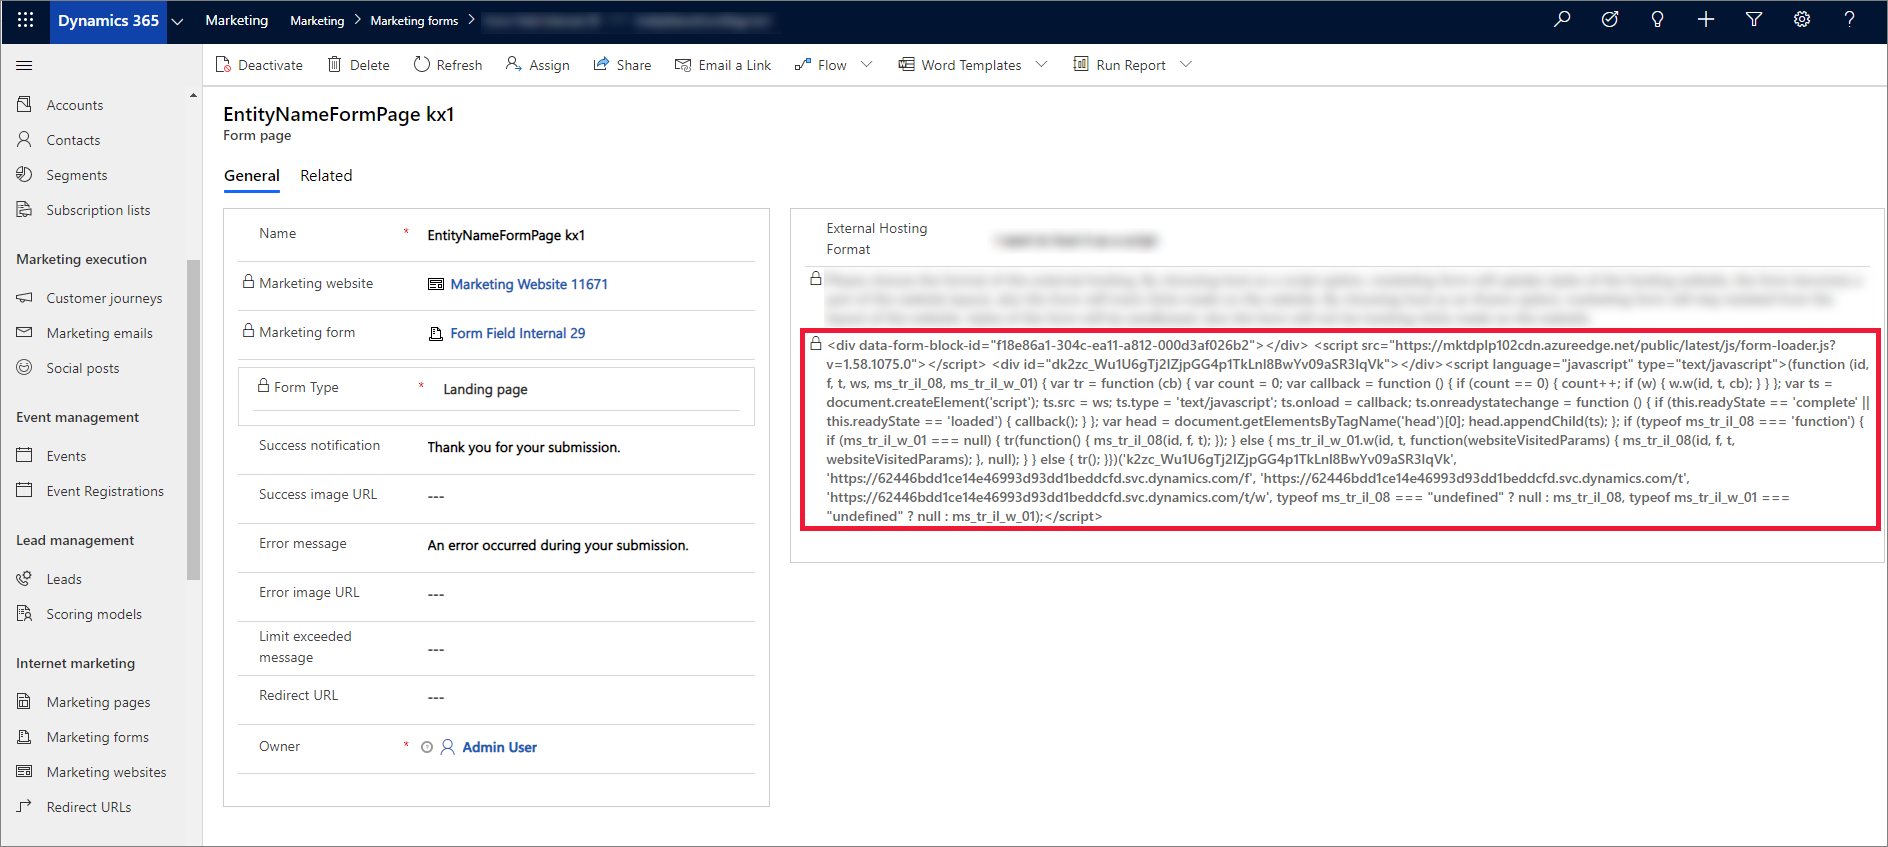 Dynamics 365
Marketing
Marketing
Marketing forms
Deactivate
Delete
Refresh
Assign
Share
Email a Link
Flow
Word Templates
Run Report
Accounts
Contacts
Segments
Subscription lists
Marketing execution
Customer journeys
Marketing emails
Social posts
Event management
Events
Event Registrations
Lead management
Leads
Scoring models
Internet marketing
Marketing pages
Marketing forms
Marketing websites
Redirect URLs
EntityNameFormPage kx1
Form page
General
Related
Name * EntityNameFormPage kx1
Marketing website Marketing Website 11671
Marketing form Form Field Internal 29
Form Type * Landing page
Success notification Thank you for your submission.
Success image URL ---
Error message An error occurred during your submission.
Error image URL ---
Limit exceeded
message ---
Redirect URL ---
Owner * Admin User
External Hosting
Format
<div data-form-block-id="f18e86a1-304c-ea11-a812-000d3af026b2"></div> <script src="https://mktdplp102cdn.azureedge.net/public/latest/js/form-loader.js?
v=1.58.1075.0"></script> <div id="dk2zc_Wu1U6gTj2IZjpGG4p1TkLnl8BwYv09aSR3IqVk"></div><script language="javascript" type="text/javascript">(function (id,
f, t, ws, ms_tr_il_08, ms_tr_il_w_01) { var tr = function (cb) { var count = 0; var callback = function () { if (count == 0) { count++; if (w) { w.w(id, t, cb); } } }; var ts =
document.createElement('script'); ts.src = ws; ts.type = 'text/javascript'; ts.onload = callback; ts.onreadystatechange = function () { if (this.readyState == 'complete' ||
this.readyState == 'loaded') { callback(); } }; var head = document.getElementsByTagName('head')[0]; head.appendChild(ts); }; if (typeof ms_tr_il_08 === 'function') {
if (ms_tr_il_w_01 === null) { tr(function() { ms_tr_il_08(id, f, t); }); } else { ms_tr_il_w_01.w(id, t, function(websiteVisitedParams) { ms_tr_il_08(id, f, t,
websiteVisitedParams); }, null); } } else { tr(); }})('k2zc_Wu1U6gTj2IZjpGG4p1TkLnl8BwYv09aSR3IqVk',
'https://62446bdd1ce14e46993d93dd1beddcfd.svc.dynamics.com/f', 'https://62446bdd1ce14e46993d93dd1beddcfd.svc.dynamics.com/t',
'https://62446bdd1ce14e46993d93dd1beddcfd.svc.dynamics.com/t/w', typeof ms_tr_il_08 === "undefined" ? null : ms_tr_il_08, typeof ms_tr_il_w_01 ===
"undefined" ? null : ms_tr_il_w_01);</script>